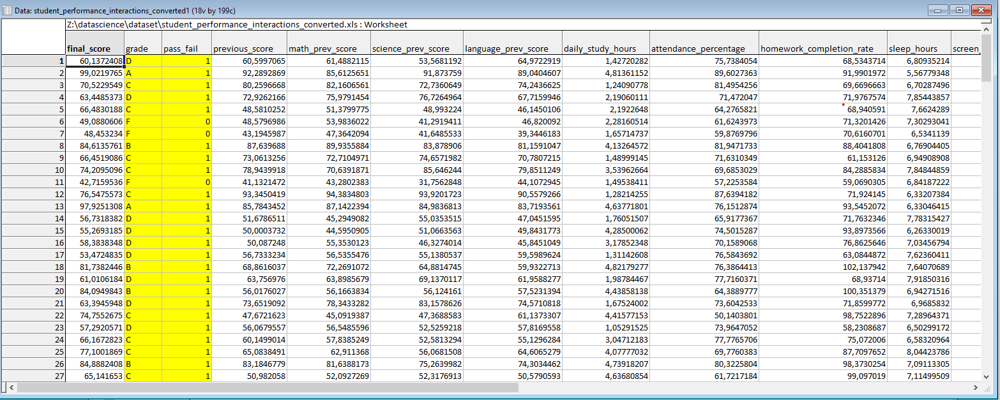 Data: student_performance_interactions_converted1 (18v by 199c)
Z:\datascience\dataset\student_performance_interactions_converted.xls : Worksheet
final_score grade pass_fail previous_score math_prev_score science_prev_score language_prev_score daily_study_hours attendance_percentage homework_completion_rate sleep_hours screen_
1 60,1372408 D 1 60,5997065 61,4882115 53,5681192 64,9722919 1,42720282 75,7384054 68,5343714 6,80935214
2 99,0219765 A 1 92,2892869 85,6125651 91,873759 89,0404607 4,81361152 89,6027363 91,9901972 5,56779348
3 70,5229549 C 1 80,2596668 82,1606561 72,7360649 74,2436625 1,24090778 81,4954256 69,6696663 6,70287496
4 63,4485373 D 1 72,9262166 75,9791454 76,7264964 67,7159946 2,19060111 71,472047 71,9767574 7,85443857
5 66,4830188 C 1 48,5810252 51,3799775 48,993224 46,1450106 2,1922648 64,2765821 68,940591 7,6624289
6 49,0880606 F 0 48,5796986 53,9836022 41,2919411 46,820092 2,28160514 61,6243973 71,3201426 7,30293041
7 48,453234 F 0 43,1945987 47,3642094 41,6485533 39,3446183 1,65714737 59,8769796 70,6160701 6,5341139
8 84,6135761 B 1 87,639688 89,9355884 83,878906 81,1591047 4,13264572 81,9471733 88,4041808 6,76904405
9 66,4519086 C 1 73,0613256 72,7104971 74,6571982 70,7807215 1,48999145 71,6310349 61,153126 6,94908908
10 74,2095096 C 1 78,9439918 70,6391871 85,646244 79,8511249 3,53962664 69,6853029 84,2885834 7,84844859
11 42,7159536 F 0 41,1321472 43,2802383 31,7562848 44,1072945 1,49538411 57,2253584 59,0690305 6,84187222
12 76,5475573 C 1 93,3450419 94,3834803 93,9201723 90,5579266 1,28214255 87,6394182 71,924145 6,33207384
13 97,9251308 A 1 85,7843452 87,1422394 84,9836813 83,7193561 4,63771801 76,1512874 93,5452072 6,33046415
14 56,7318382 D 1 51,6786511 45,2949082 55,0353515 47,0451595 1,76051507 65,9177367 71,7632346 7,78315427
15 55,2693185 D 1 50,0003732 44,5950905 51,0663563 49,8431773 4,28500062 74,5015287 93,8973566 6,26330019
16 58,3838348 D 1 50,087248 55,3530123 46,3274014 45,8451049 3,17852348 70,1589068 76,8625646 7,03456794
17 53,4724835 D 1 56,7333234 56,5355476 55,1380537 59,5989624 1,31142608 76,5843692 63,0844872 7,62360411
18 81,7382446 B 1 68,8616037 72,2691072 64,8814745 59,9322713 4,82179277 76,3864413 102,137942 7,64070689
19 61,0106184 D 1 63,756976 63,8985679 69,1370117 61,9588277 1,98784467 77,7160371 68,93714 7,91850316
20 84,0949843 B 1 56,0176027 56,1663834 56,124161 57,5231394 4,43858138 64,3889777 100,351379 6,94271516
21 63,3945948 D 1 73,6519092 78,3433282 83,1578626 74,5710818 1,67524002 73,6042533 71,8599772 6,9685832
22 74,7552675 C 1 47,6721623 45,0919387 47,3688583 61,1373307 4,41577153 50,1403801 98,7522896 7,28964371
23 57,2920571 D 1 56,0679557 56,5485596 52,5259218 57,8169558 1,05291525 73,9647052 58,2308687 6,50299172
24 66,1672823 C 1 60,1499014 57,8385249 52,5813294 55,1296284 3,04712183 77,7765706 75,072006 6,58320964
25 77,1001869 C 1 65,0838491 62,911368 56,0681508 64,6065279 4,07777032 69,7760383 87,7097652 8,04423786
26 84,8882408 B 1 83,1846779 81,6388173 75,2639982 74,3034462 4,73918207 80,3225804 98,3730254 7,09113305
27 65,141653 C 1 50,982058 52,0927269 52,3176913 50,5790593 4,63680854 61,7217184 99,097019 7,11499509